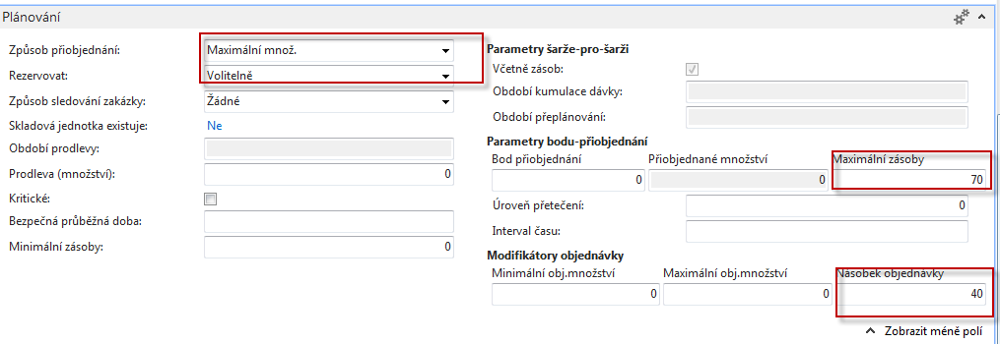 Plánování
Způsob přiobjednání: Maximální množ.
Rezervovat: Volitelně
Způsob sledování zakázky: Žádné
Skladová jednotka existuje: Ne
Období prodlevy:
Prodleva (množství): 0
Kritické:
Bezpečná průběžná doba:
Minimální zásoby: 0
Parametry šarže-pro-šarži
Včetně zásob:
Období kumulace dávky:
Období přeplánování:
Parametry bodu-přiobjednání
Bod přiobjednání Přiobjednané množství Maximální zásoby
0 0 70
Úroveň přetečení: 0
Interval času:
Modifikátory objednávky
Minimální obj.množství Maximální obj.množství Násobek objednávky
0 0 40
Zobrazit méně polí